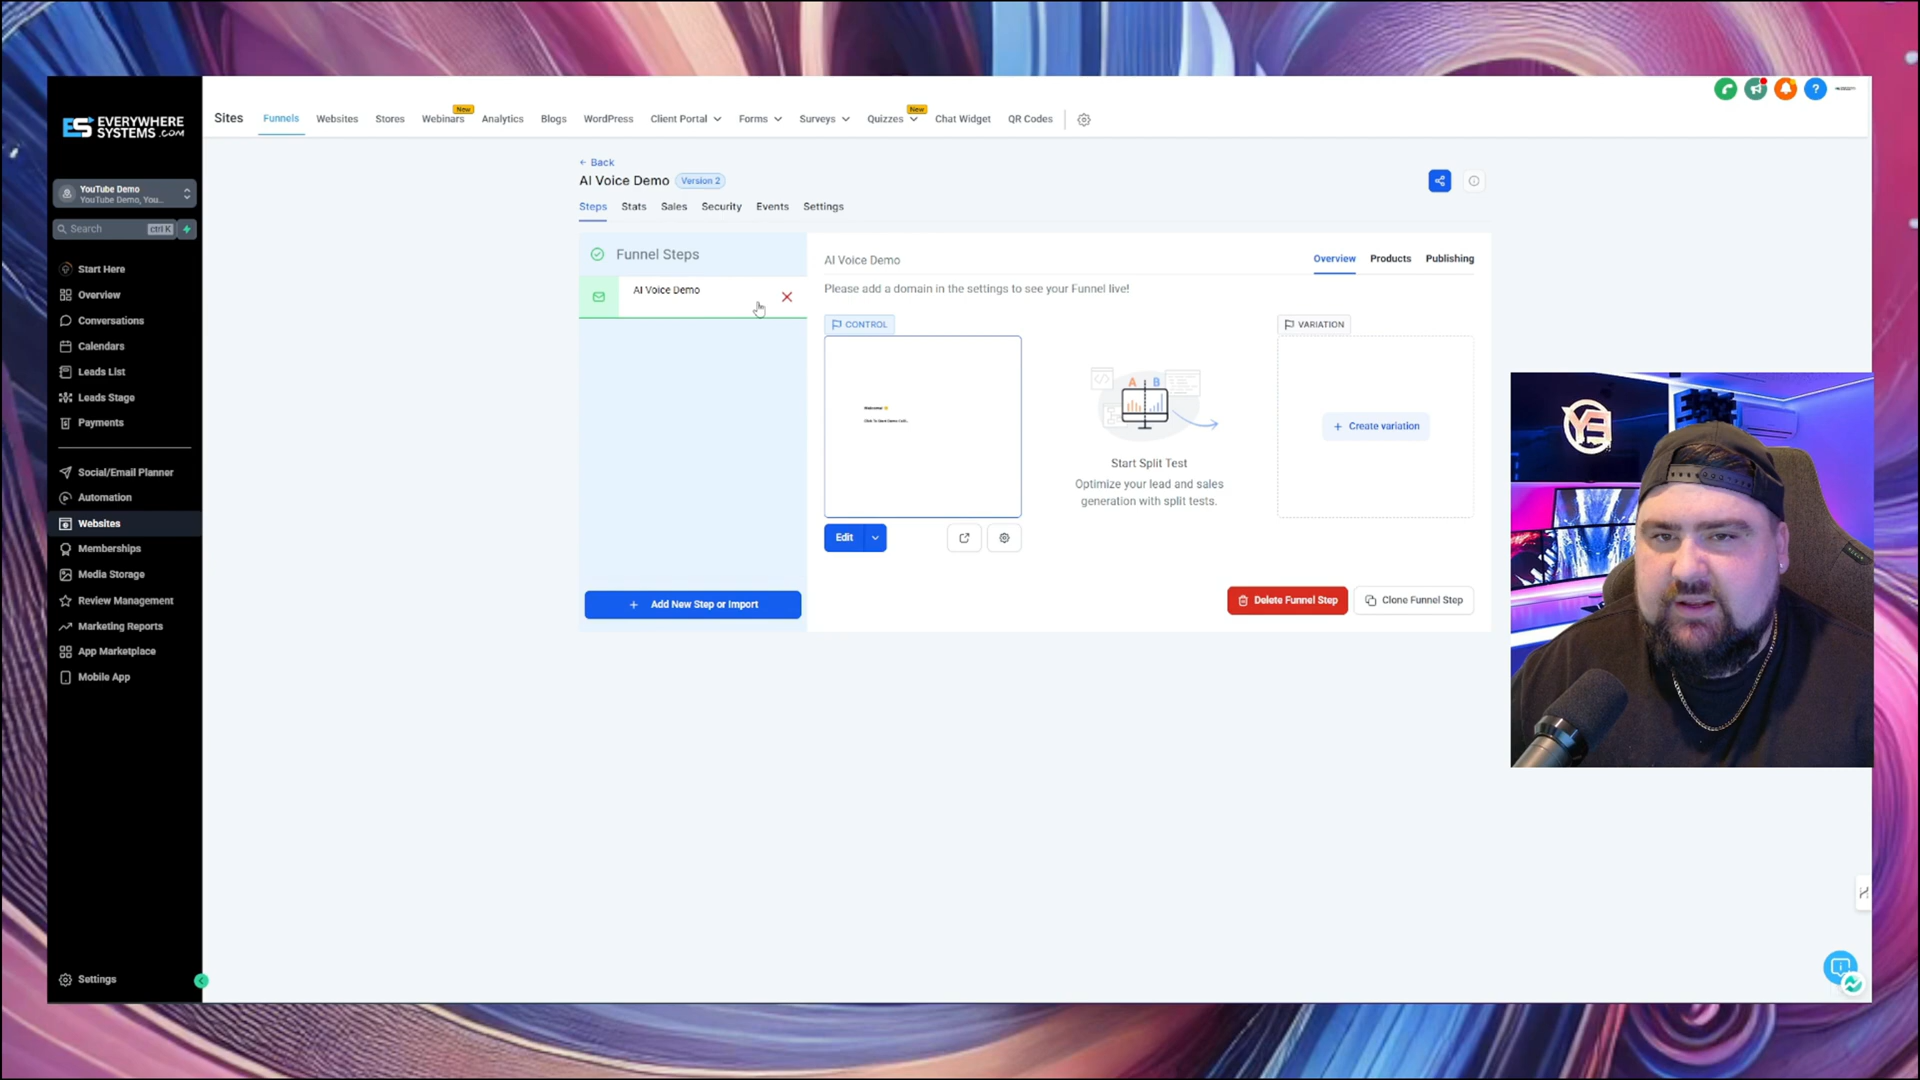 EVERYWHERE
SYSTEMS.COM
YouTube Demo
YouTube Demo, You...
Search
ctrl K
Start Here
Overview
Conversations
Calendars
Leads List
Leads Stage
Payments
Social/Email Planner
Automation
Websites
Memberships
Media Storage
Review Management
Marketing Reports
App Marketplace
Mobile App
Settings
Sites
Funnels
Websites
Stores
Webinars
New
Analytics
Blogs
WordPress
Client Portal
Forms
Surveys
Quizzes
New
Chat Widget
QR Codes
← Back
AI Voice Demo
Version 2
Steps
Stats
Sales
Security
Events
Settings
Funnel Steps
AI Voice Demo
+ Add New Step or Import
AI Voice Demo
Overview
Products
Publishing
Please add a domain in the settings to see your Funnel live!
CONTROL
Edit
A B
Start Split Test
Optimize your lead and sales
generation with split tests.
VARIATION
+ Create variation
Delete Funnel Step
Clone Funnel Step